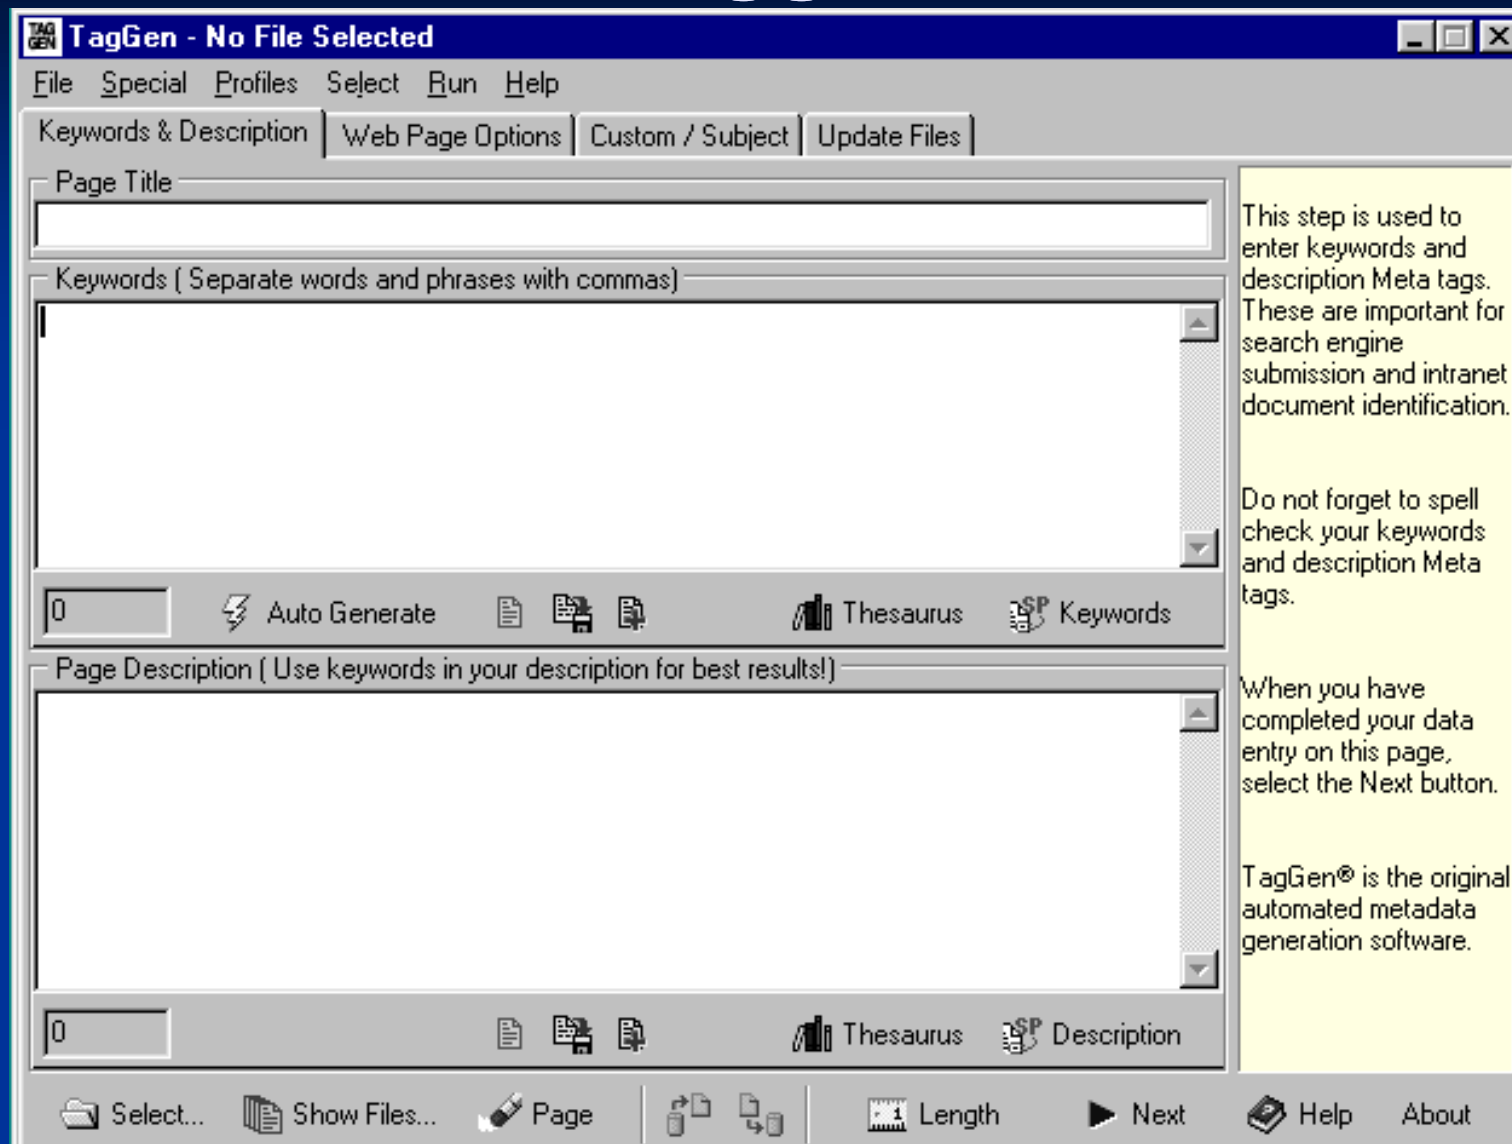 TAG GEN TagGen - No File Selected
File Special Profiles Select Run Help
Keywords & Description Web Page Options Custom / Subject Update Files
Page Title
Keywords ( Separate words and phrases with commas)
0 Auto Generate Thesaurus SP Keywords
Page Description ( Use keywords in your description for best results!)
0 Thesaurus SP Description
This step is used to
enter keywords and
description Meta tags.
These are important for
search engine
submission and intranet
document identification.
Do not forget to spell
check your keywords
and description Meta
tags.
When you have
completed your data
entry on this page,
select the Next button.
TagGen® is the original
automated metadata
generation software.
Select... Show Files... Page 1 Length Next Help About